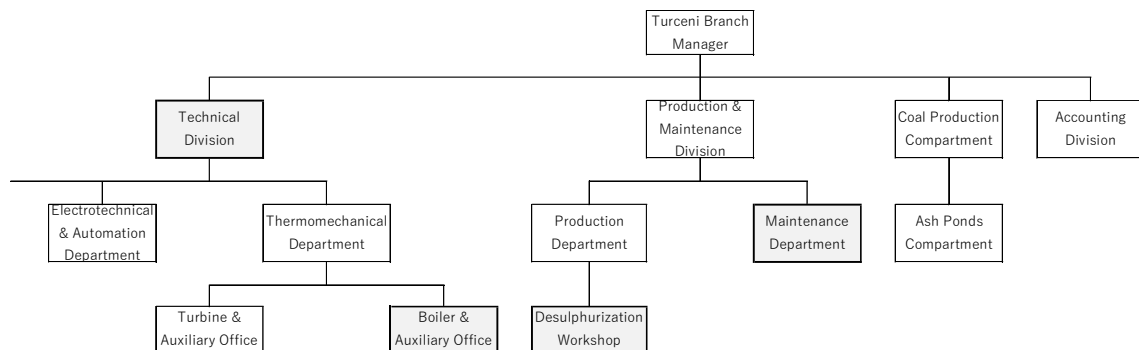 Turceni Branch
Manager
Technical
Division
Production &
Maintenance
Division
Coal Production
Compartment
Accounting
Division
Electrotechnical
& Automation
Department
Thermomechanical
Department
Production
Department
Maintenance
Department
Ash Ponds
Compartment
Turbine &
Auxiliary Office
Boiler &
Auxiliary Office
Desulphurization
Workshop